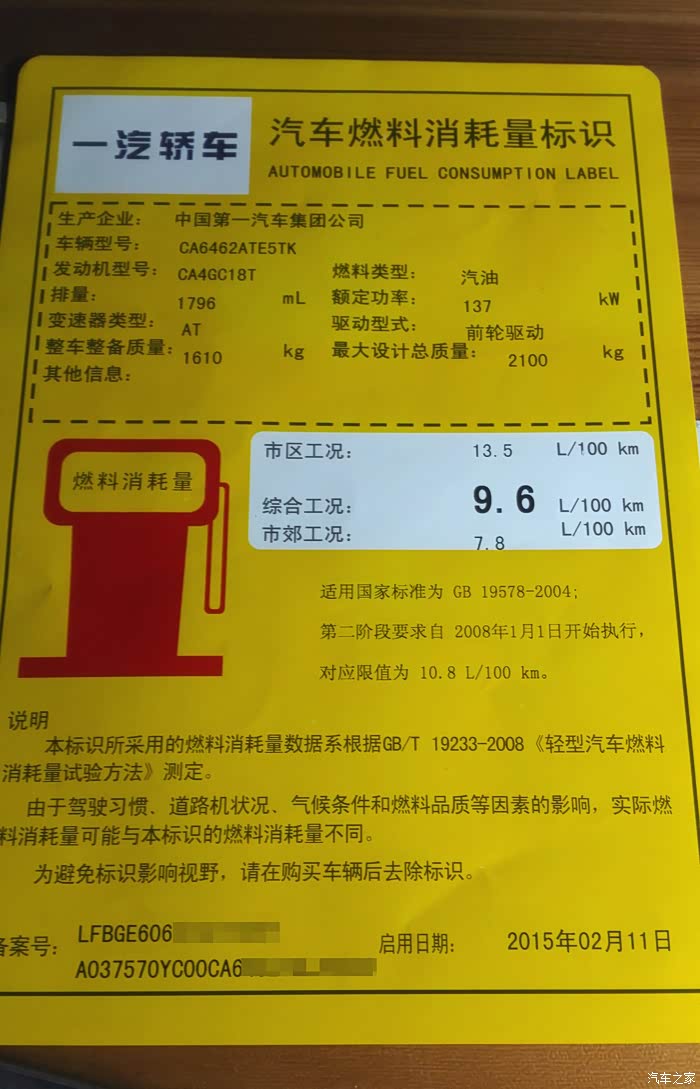 一汽轿车
汽车燃料消耗量标识
AUTOMOBILE FUEL CONSUMPTION LABEL
生产企业: 中国第一汽车集团公司
车辆型号: CA6462ATE5TK
发动机型号: CA4GC18T 燃料类型: 汽油
排量: 1796 mL 额定功率: 137 kW
变速器类型: AT 驱动型式: 前轮驱动
整车整备质量: 1610 kg 最大设计总质量: 2100 kg
其他信息:
燃料消耗量
市区工况: 13.5 L/100 km
综合工况: 9.6 L/100 km
市郊工况: 7.8 L/100 km
适用国家标准为 GB 19578-2004;
第二阶段要求自 2008年1月1日开始执行,
对应限值为 10.8 L/100 km。
说明
本标识所采用的燃料消耗量数据系根据GB/T 19233-2008《轻型汽车燃料
消耗量试验方法》测定。
由于驾驶习惯、道路机状况、气候条件和燃料品质等因素的影响,实际燃
料消耗量可能与本标识的燃料消耗量不同。
为避免标识影响视野,请在购买车辆后去除标识。
备案号: LFBGE606 启用日期: 2015年02月11日
A037570YC00CA6
汽车之家